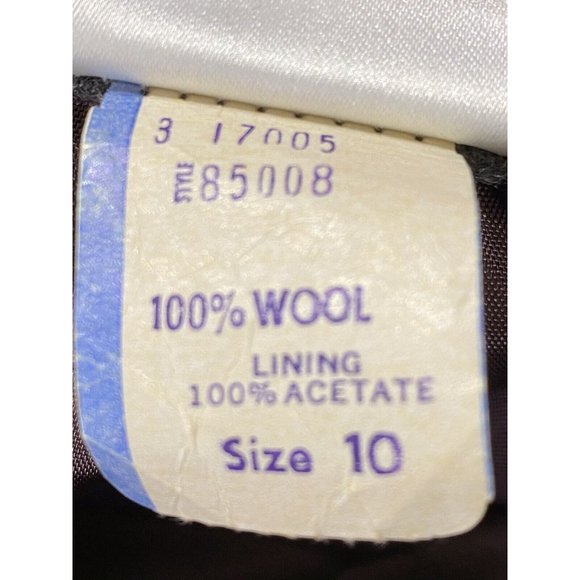 3 17005
STYLE 85008
100% WOOL
LINING
100% ACETATE
Size 10